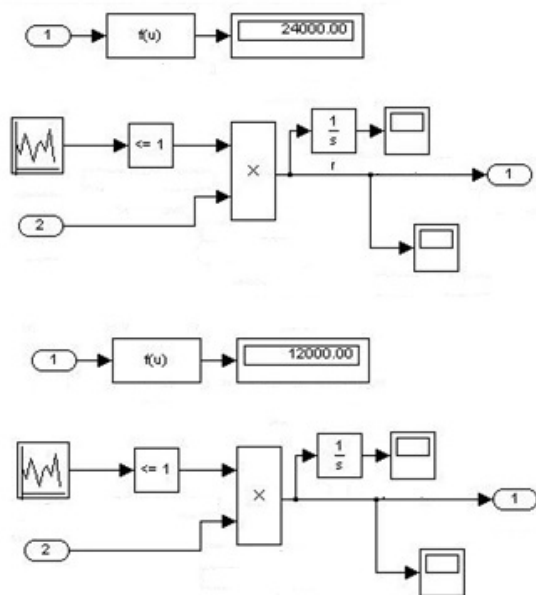 1
f(u)
24000.00
<= 1
×
1
s
r
1
2
1
f(u)
12000.00
<= 1
×
1
s
1
2